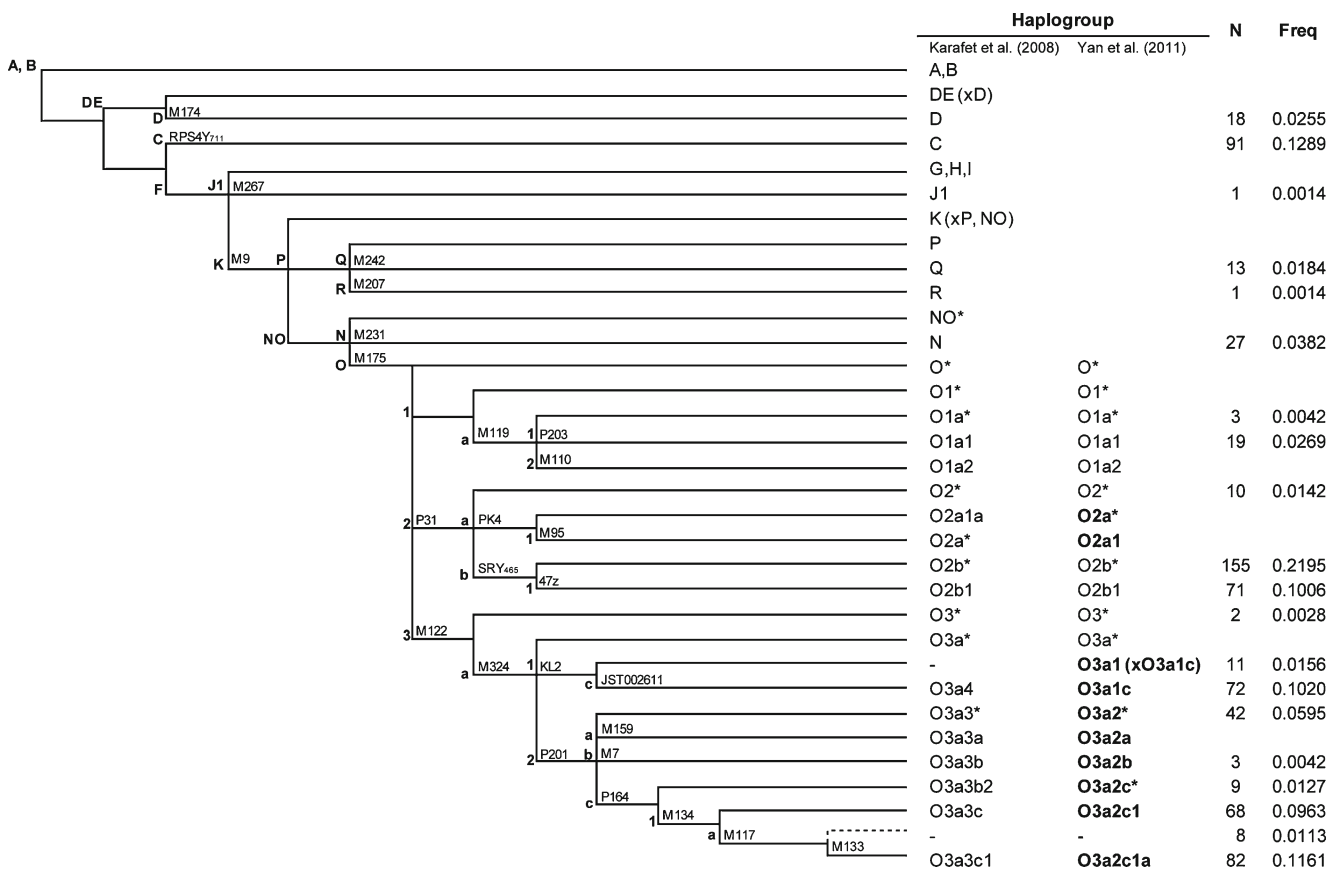 Haplogroup N Freq
Karafet et al. (2008) Yan et al. (2011)
A, B A,B
DE DE (xD)
D M174 D 18 0.0255
C RPS4Y₇₁₁ C 91 0.1289
G,H,I
F J1 M267 J1 1 0.0014
K (xP, NO)
P
K M9 P Q M242 Q 13 0.0184
R M207 R 1 0.0014
NO*
NO N M231 N 27 0.0382
O M175 O* O*
O1* O1*
1 O1a* O1a* 3 0.0042
a M119 1 P203 O1a1 O1a1 19 0.0269
2 M110 O1a2 O1a2
O2* O2* 10 0.0142
2 P31 a PK4 O2a1a O2a*
1 M95 O2a* O2a1
b SRY₄₆₅ O2b* O2b* 155 0.2195
1 47z O2b1 O2b1 71 0.1006
O3* O3* 2 0.0028
3 M122 O3a* O3a*
a M324 1 KL2 - O3a1 (xO3a1c) 11 0.0156
c JST002611 O3a4 O3a1c 72 0.1020
O3a3* O3a2* 42 0.0595
a M159 O3a3a O3a2a
2 P201 b M7 O3a3b O3a2b 3 0.0042
c P164 O3a3b2 O3a2c* 9 0.0127
1 M134 O3a3c O3a2c1 68 0.0963
a M117 - - 8 0.0113
M133 O3a3c1 O3a2c1a 82 0.1161